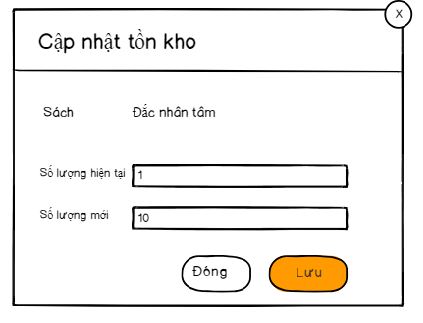 X
Cập nhật tồn kho
Sách Đắc nhân tâm
Số lượng hiện tại 1
Số lượng mới 10
Đóng Lưu